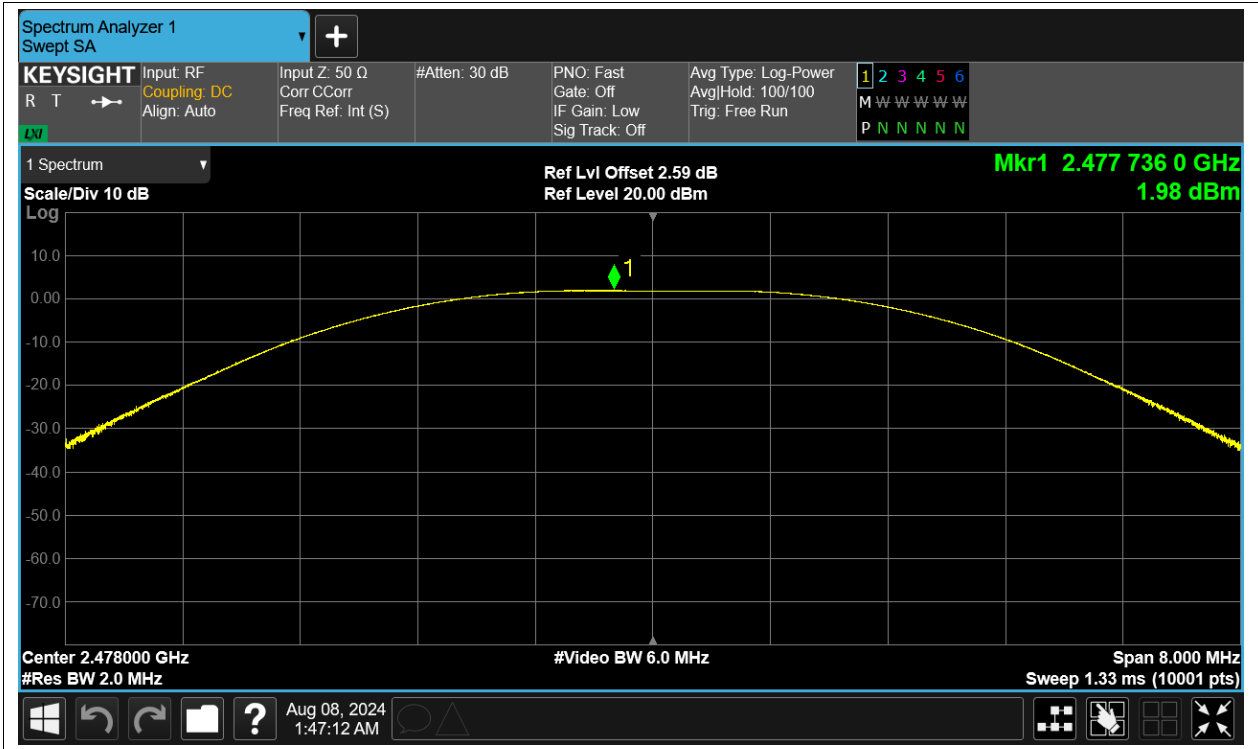 Spectrum Analyzer 1
Swept SA
KEYSIGHT
R T
LXI
Input: RF
Coupling: DC
Align: Auto
Input Z: 50 Ω
Corr CCorr
Freq Ref: Int (S)
#Atten: 30 dB
PNO: Fast
Gate: Off
IF Gain: Low
Sig Track: Off
Avg Type: Log-Power
Avg|Hold: 100/100
Trig: Free Run
1 2 3 4 5 6
M W W W W W
P N N N N N
1 Spectrum
Scale/Div 10 dB
Log
Ref Lvl Offset 2.59 dB
Ref Level 20.00 dBm
Mkr1 2.477 736 0 GHz
1.98 dBm
1
10.0
0.00
-10.0
-20.0
-30.0
-40.0
-50.0
-60.0
-70.0
Center 2.478000 GHz
#Res BW 2.0 MHz
#Video BW 6.0 MHz
Span 8.000 MHz
Sweep 1.33 ms (10001 pts)
?
Aug 08, 2024
1:47:12 AM